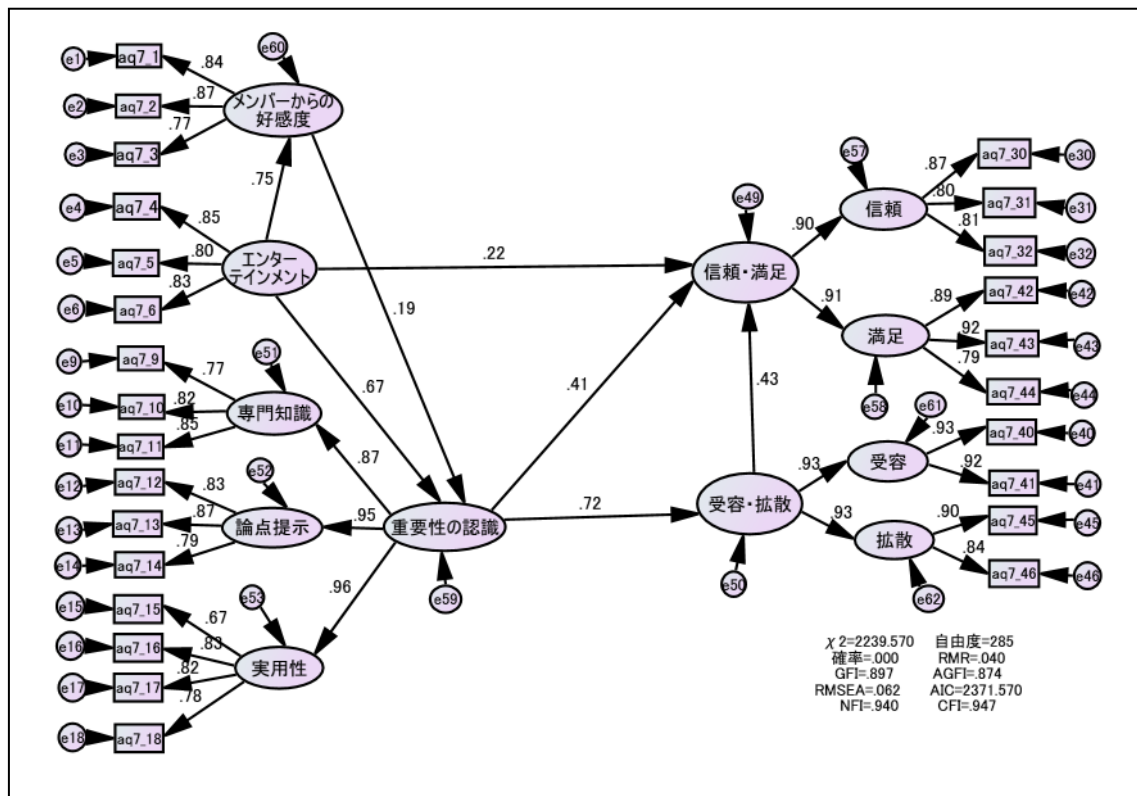 e1
aq7_1
.84
e60
e2
aq7_2
.87
メンバーからの
好感度
e3
aq7_3
.77
.75
e4
aq7_4
.85
e5
aq7_5
.80
エンター
テインメント
e6
aq7_6
.83
.22
.19
.67
e9
aq7_9
.77
e51
e10
aq7_10
.82
専門知識
e11
aq7_11
.85
.87
e12
aq7_12
.83
e52
e13
aq7_13
.87
論点提示
.95
e14
aq7_14
.79
重要性の認識
e59
.96
e15
aq7_15
.67
e53
e16
aq7_16
.83
実用性
e17
aq7_17
.82
e18
aq7_18
.78
.41
.72
e49
信頼・満足
.43
受容・拡散
e50
.90
.91
e57
信頼
.87
aq7_30
e30
.80
aq7_31
e31
.81
aq7_32
e32
満足
e58
.89
aq7_42
e42
.92
aq7_43
e43
.79
aq7_44
e44
.93
e61
受容
.93
aq7_40
e40
.92
aq7_41
e41
.93
拡散
e62
.90
aq7_45
e45
.84
aq7_46
e46
χ2=2239.570 自由度=285
確率=.000 RMR=.040
GFI=.897 AGFI=.874
RMSEA=.062 AIC=2371.570
NFI=.940 CFI=.947